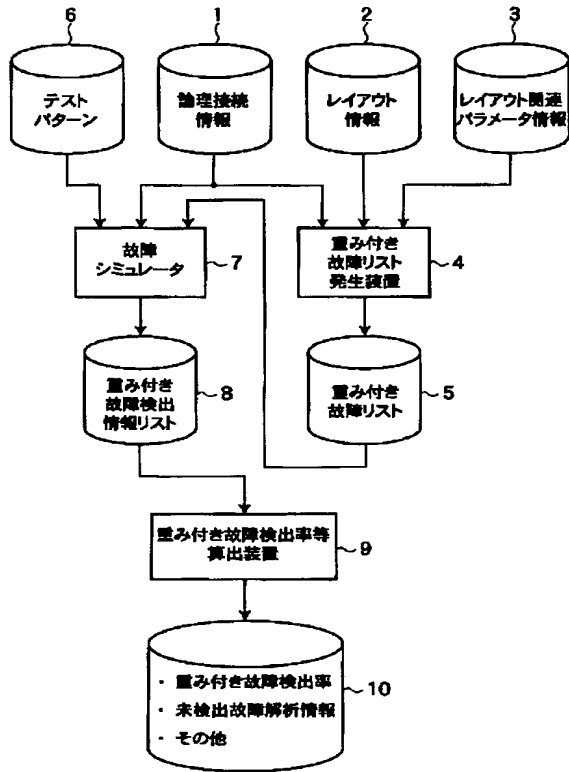 6
1
2
3
テスト
パターン
論理接続
情報
レイアウト
情報
レイアウト関連
パラメータ情報
故障
シミュレータ
7
重み付き
故障リスト
発生装置
4
重み付き
故障検出
情報リスト
8
重み付き
故障リスト
5
重み付き故障検出率等
算出装置
9
・ 重み付き故障検出率
・ 未検出故障解析情報
・ その他
10